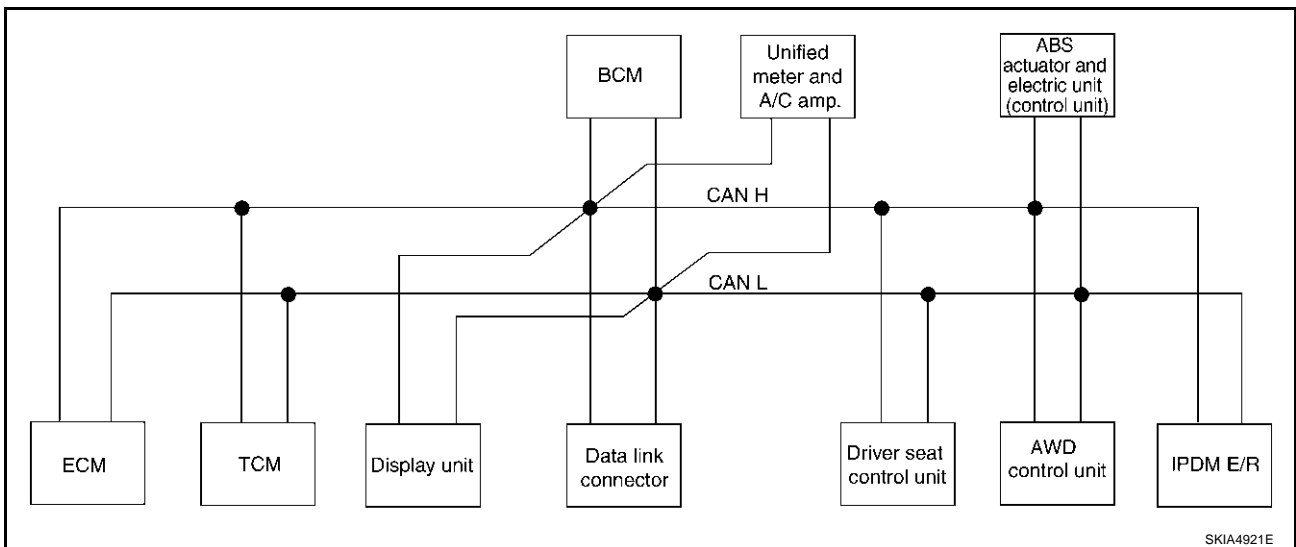 BCM
Unified
meter and
A/C amp.
ABS
actuator and
electric unit
(control unit)
CAN H
CAN L
ECM
TCM
Display unit
Data link
connector
Driver seat
control unit
AWD
control unit
IPDM E/R
SKIA4921E